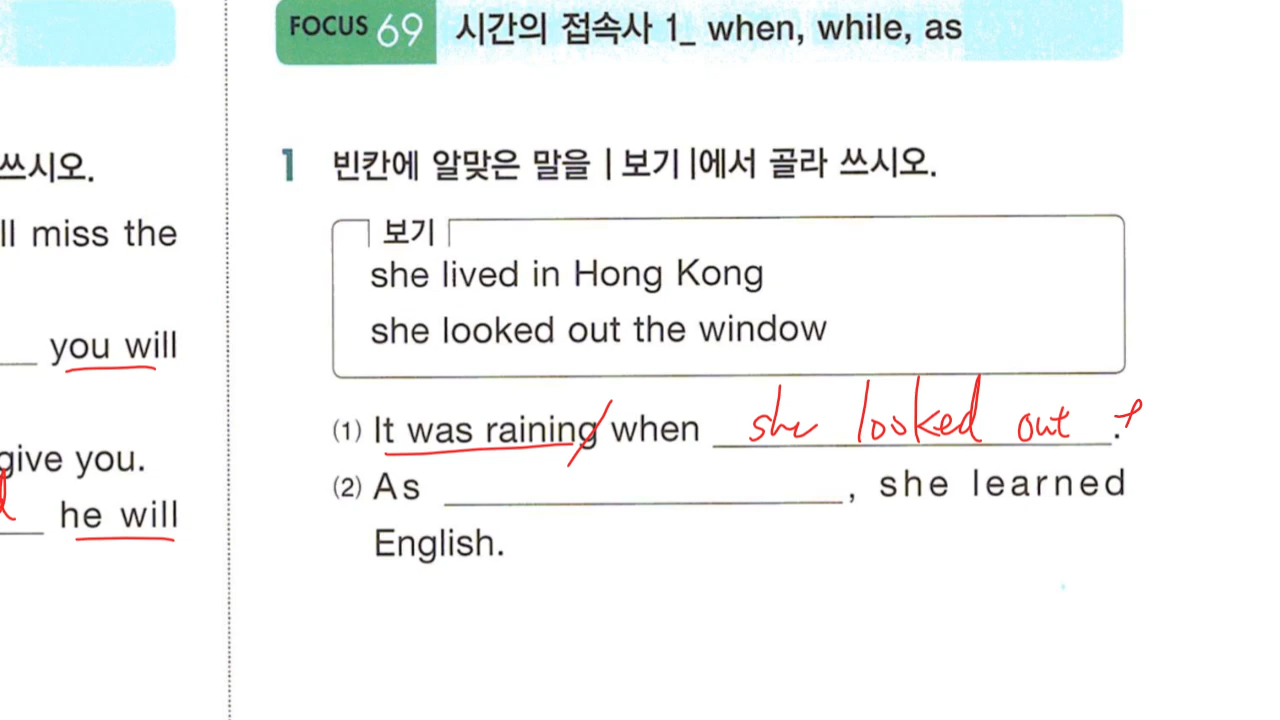 쓰시오.
ll miss the
you will
give you.
he will
FOCUS 69 시간의 접속사 1_ when, while, as
1 빈칸에 알맞은 말을 | 보기 |에서 골라 쓰시오.
보기
she lived in Hong Kong
she looked out the window
(1) It was raining when she looked out .
(2) As ____________, she learned
English.